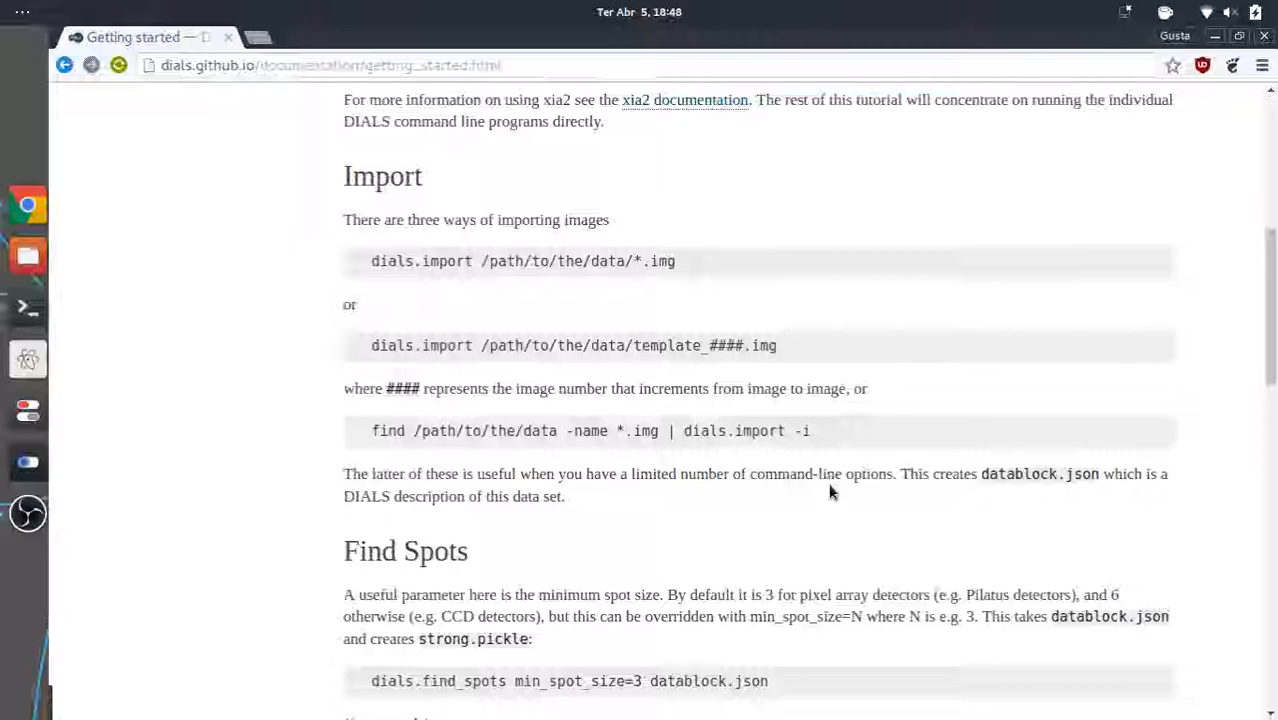 Ter Abr 5, 18:48
Getting started —
Gusta
dials.github.io/documentation/getting_started.html
For more information on using xia2 see the xia2 documentation. The rest of this tutorial will concentrate on running the individual
DIALS command line programs directly.
Import
There are three ways of importing images
dials.import /path/to/the/data/*.img
or
dials.import /path/to/the/data/template_####.img
where #### represents the image number that increments from image to image, or
find /path/to/the/data -name *.img | dials.import -i
The latter of these is useful when you have a limited number of command-line options. This creates datablock.json which is a
DIALS description of this data set.
Find Spots
A useful parameter here is the minimum spot size. By default it is 3 for pixel array detectors (e.g. Pilatus detectors), and 6
otherwise (e.g. CCD detectors), but this can be overridden with min_spot_size=N where N is e.g. 3. This takes datablock.json
and creates strong.pickle:
dials.find_spots min_spot_size=3 datablock.json